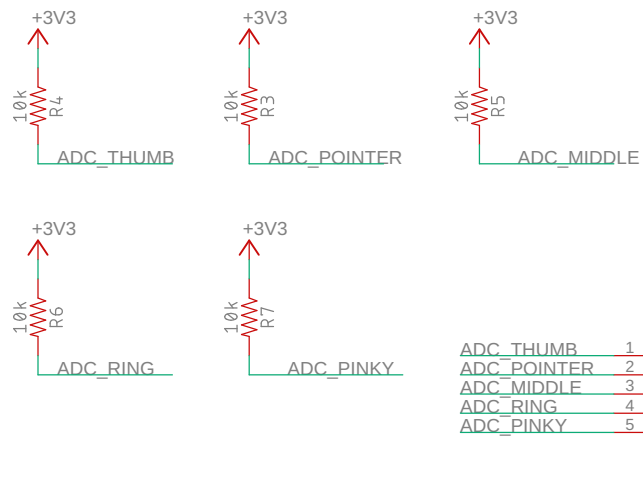 +3V3 +3V3 +3V3
10k R4 10k R3 10k R5
ADC_THUMB ADC_POINTER ADC_MIDDLE
+3V3 +3V3
10k R6 10k R7
ADC_RING ADC_PINKY
ADC_THUMB 1
ADC_POINTER 2
ADC_MIDDLE 3
ADC_RING 4
ADC_PINKY 5